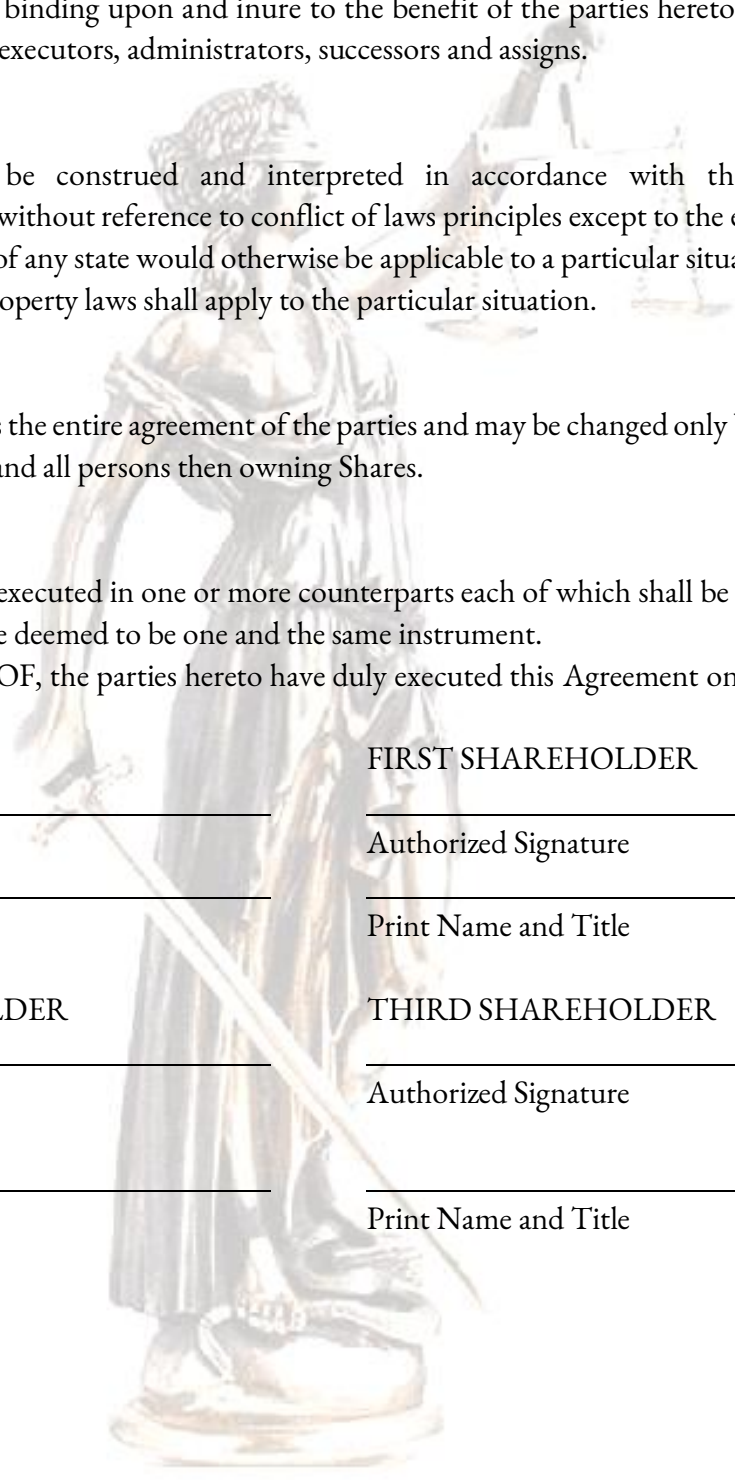 binding upon and inure to the benefit of the parties hereto
executors, administrators, successors and assigns.
be construed and interpreted in accordance with th
without reference to conflict of laws principles except to the e
of any state would otherwise be applicable to a particular situa
operty laws shall apply to the particular situation.
s the entire agreement of the parties and may be changed only
and all persons then owning Shares.
executed in one or more counterparts each of which shall be
e deemed to be one and the same instrument.
OF, the parties hereto have duly executed this Agreement on
FIRST SHAREHOLDER
Authorized Signature
Print Name and Title
LDER THIRD SHAREHOLDER
Authorized Signature
Print Name and Title